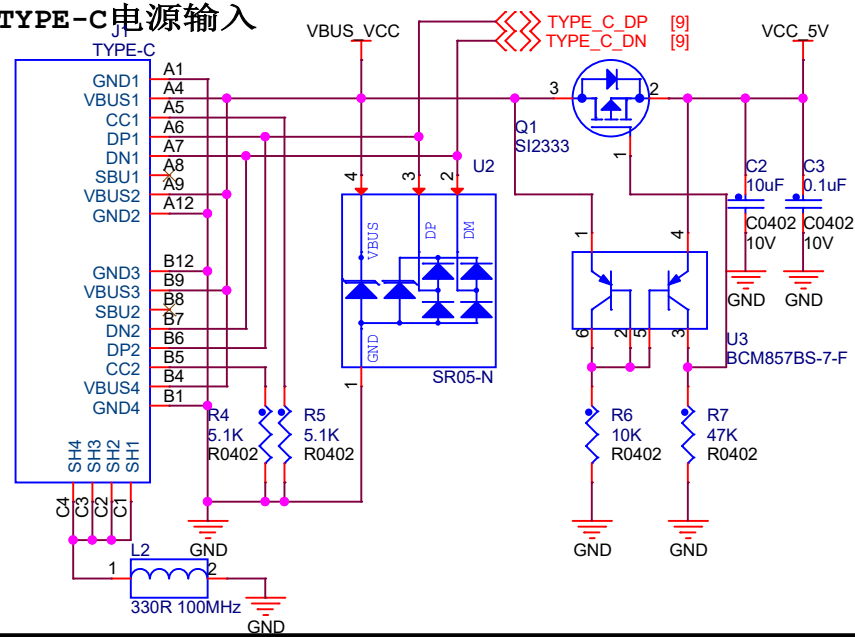 TYPE-C电源输入
J1
TYPE-C
GND1 A1
VBUS1 A4
CC1 A5
DP1 A6
DN1 A7
SBU1 A8
VBUS2 A9
GND2 A12
GND3 B12
VBUS3 B9
SBU2 B8
DN2 B7
DP2 B6
CC2 B5
VBUS4 B4
GND4 B1
SH4
SH3
SH2
SH1
C4
C3
C2
C1
L2
1
2
330R 100MHz
GND
R4
5.1K
R0402
R5
5.1K
R0402
GND
VBUS_VCC
TYPE_C_DP [9]
TYPE_C_DN [9]
U2
4
3
2
VBUS
DP
DM
GND
1
SR05-N
3
2
1
Q1
SI2333
VCC_5V
C2
10uF
C0402
10V
GND
C3
0.1uF
C0402
10V
GND
1
4
6
2
5
3
U3
BCM857BS-7-F
R6
10K
R0402
GND
R7
47K
R0402
GND